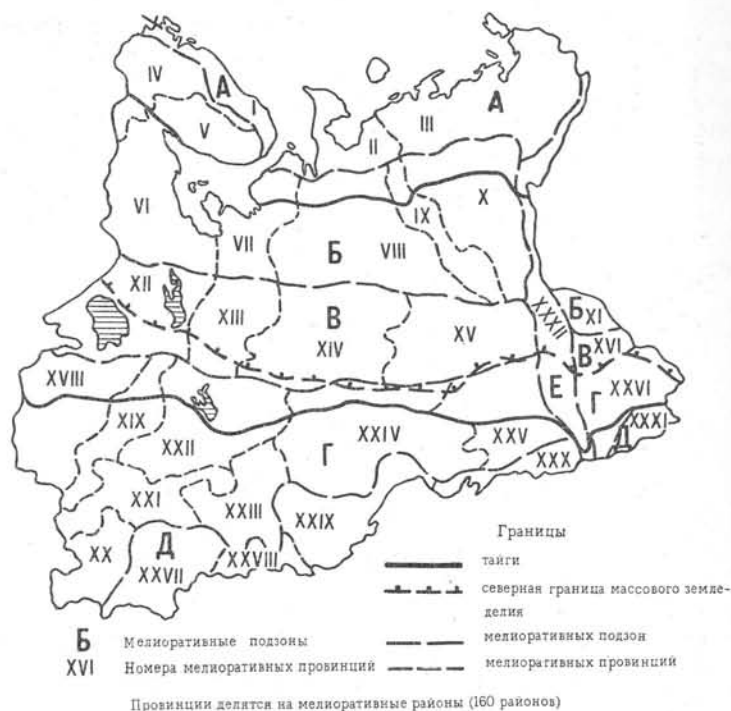 IV А I А
V II III
VI VII Б VIII IX X
XII XIII В XIV XV XXXII Б XI
В XVI
XVIII Е Г XXVI
XIX XXII XXIV XXV XXX Д XXXI
Г
XXI XXIII XXIX
XX Д XXVII XXVIII
Границы
тайги
северная граница массового земле-
делия
Б Мелиоративные подзоны
мелиоративных подзон
XVI Номера мелиоративных провинций
мелиоративных провинций
Провинции делятся на мелиоративные районы (160 районов)